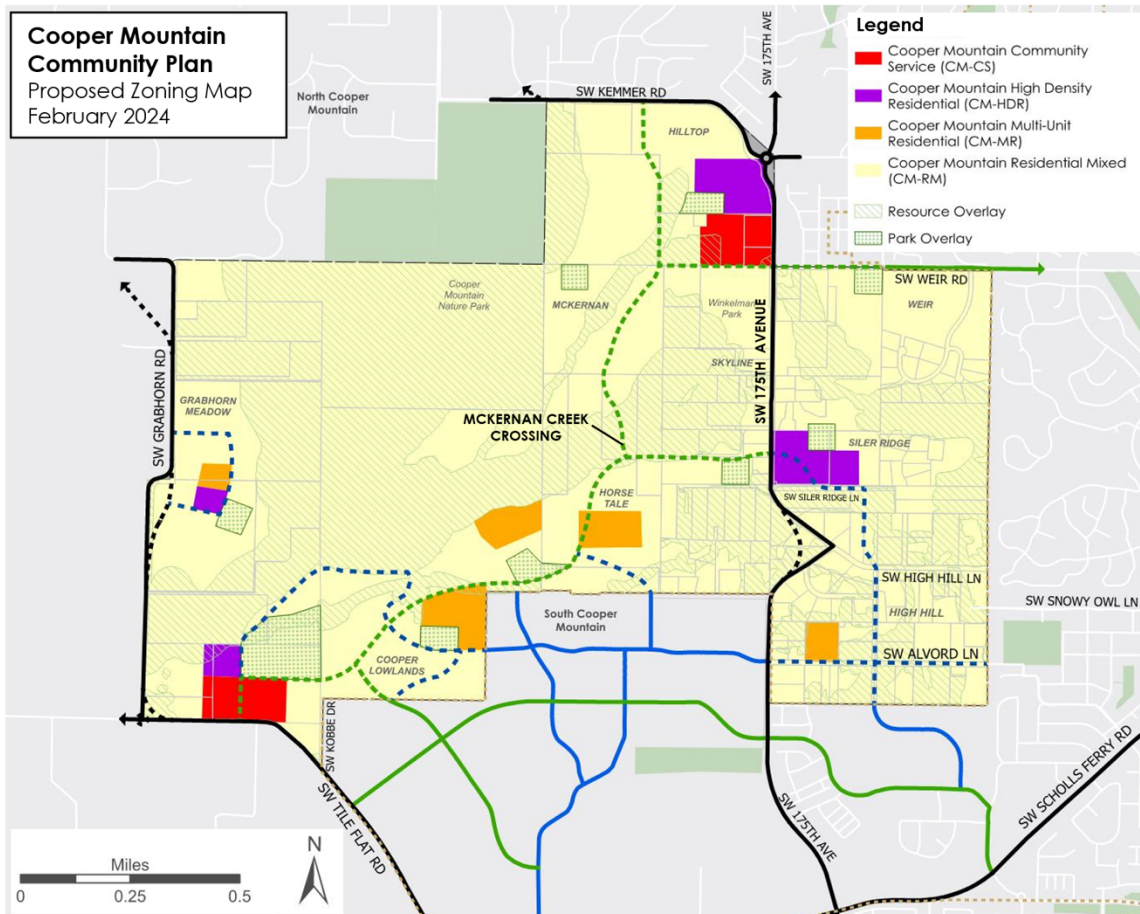 Cooper Mountain
Community Plan
Proposed Zoning Map
February 2024
Legend
Cooper Mountain Community
Service (CM-CS)
Cooper Mountain High Density
Residential (CM-HDR)
Cooper Mountain Multi-Unit
Residential (CM-MR)
Cooper Mountain Residential Mixed
(CM-RM)
Resource Overlay
Park Overlay
SW 175TH AVE
North Cooper
Mountain
SW KEMMER RD
HILLTOP
SW WEIR RD
Cooper
Mountain
Nature Park
MCKERNAN
Winkelman
Park
WEIR
SKYLINE
SW 175TH AVENUE
SW GRABHORN RD
GRABHORN
MEADOW
MCKERNAN CREEK
CROSSING
SILER RIDGE
HORSE
TALE
SW SILER RIDGE LN
SW HIGH HILL LN
SW SNOWY OWL LN
HIGH HILL
South Cooper
Mountain
SW ALVORD LN
COOPER
LOWLANDS
SW KOBBE DR
SW TILE FLAT RD
SW 175TH AVE
SW SCHOLLS FERRY RD
Miles
0 0.25 0.5
N